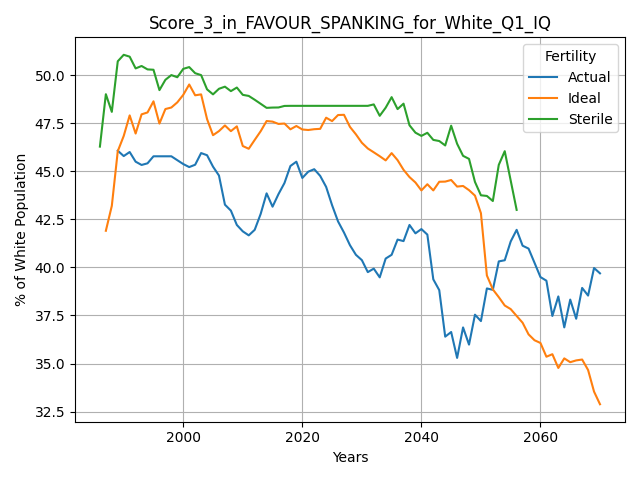 Score_3_in_FAVOUR_SPANKING_for_White_Q1_IQ
Fertility
Actual
Ideal
Sterile
% of White Population
50.0
47.5
45.0
42.5
40.0
37.5
35.0
32.5
2000
2020
2040
2060
Years